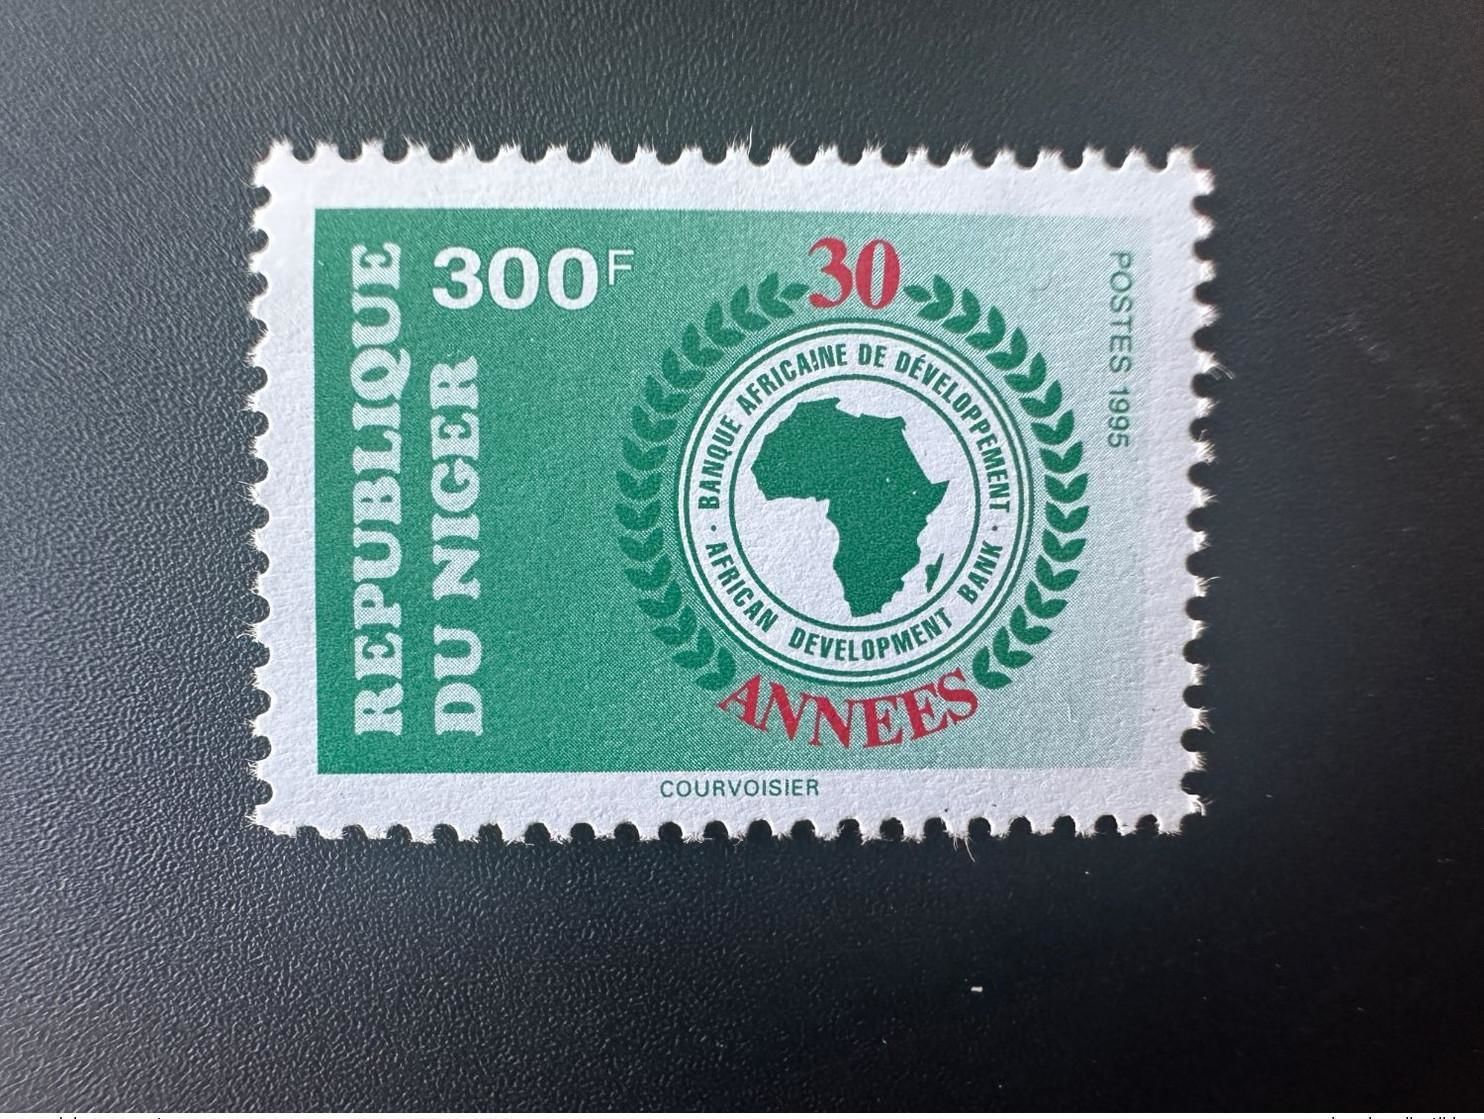 REPUBLIQUE
DU NIGER
300F
30
BANQUE AFRICAINE DE DÉVELOPPEMENT
· AFRICAN DEVELOPMENT BANK ·
ANNEES
POSTES 1995
COURVOISIER